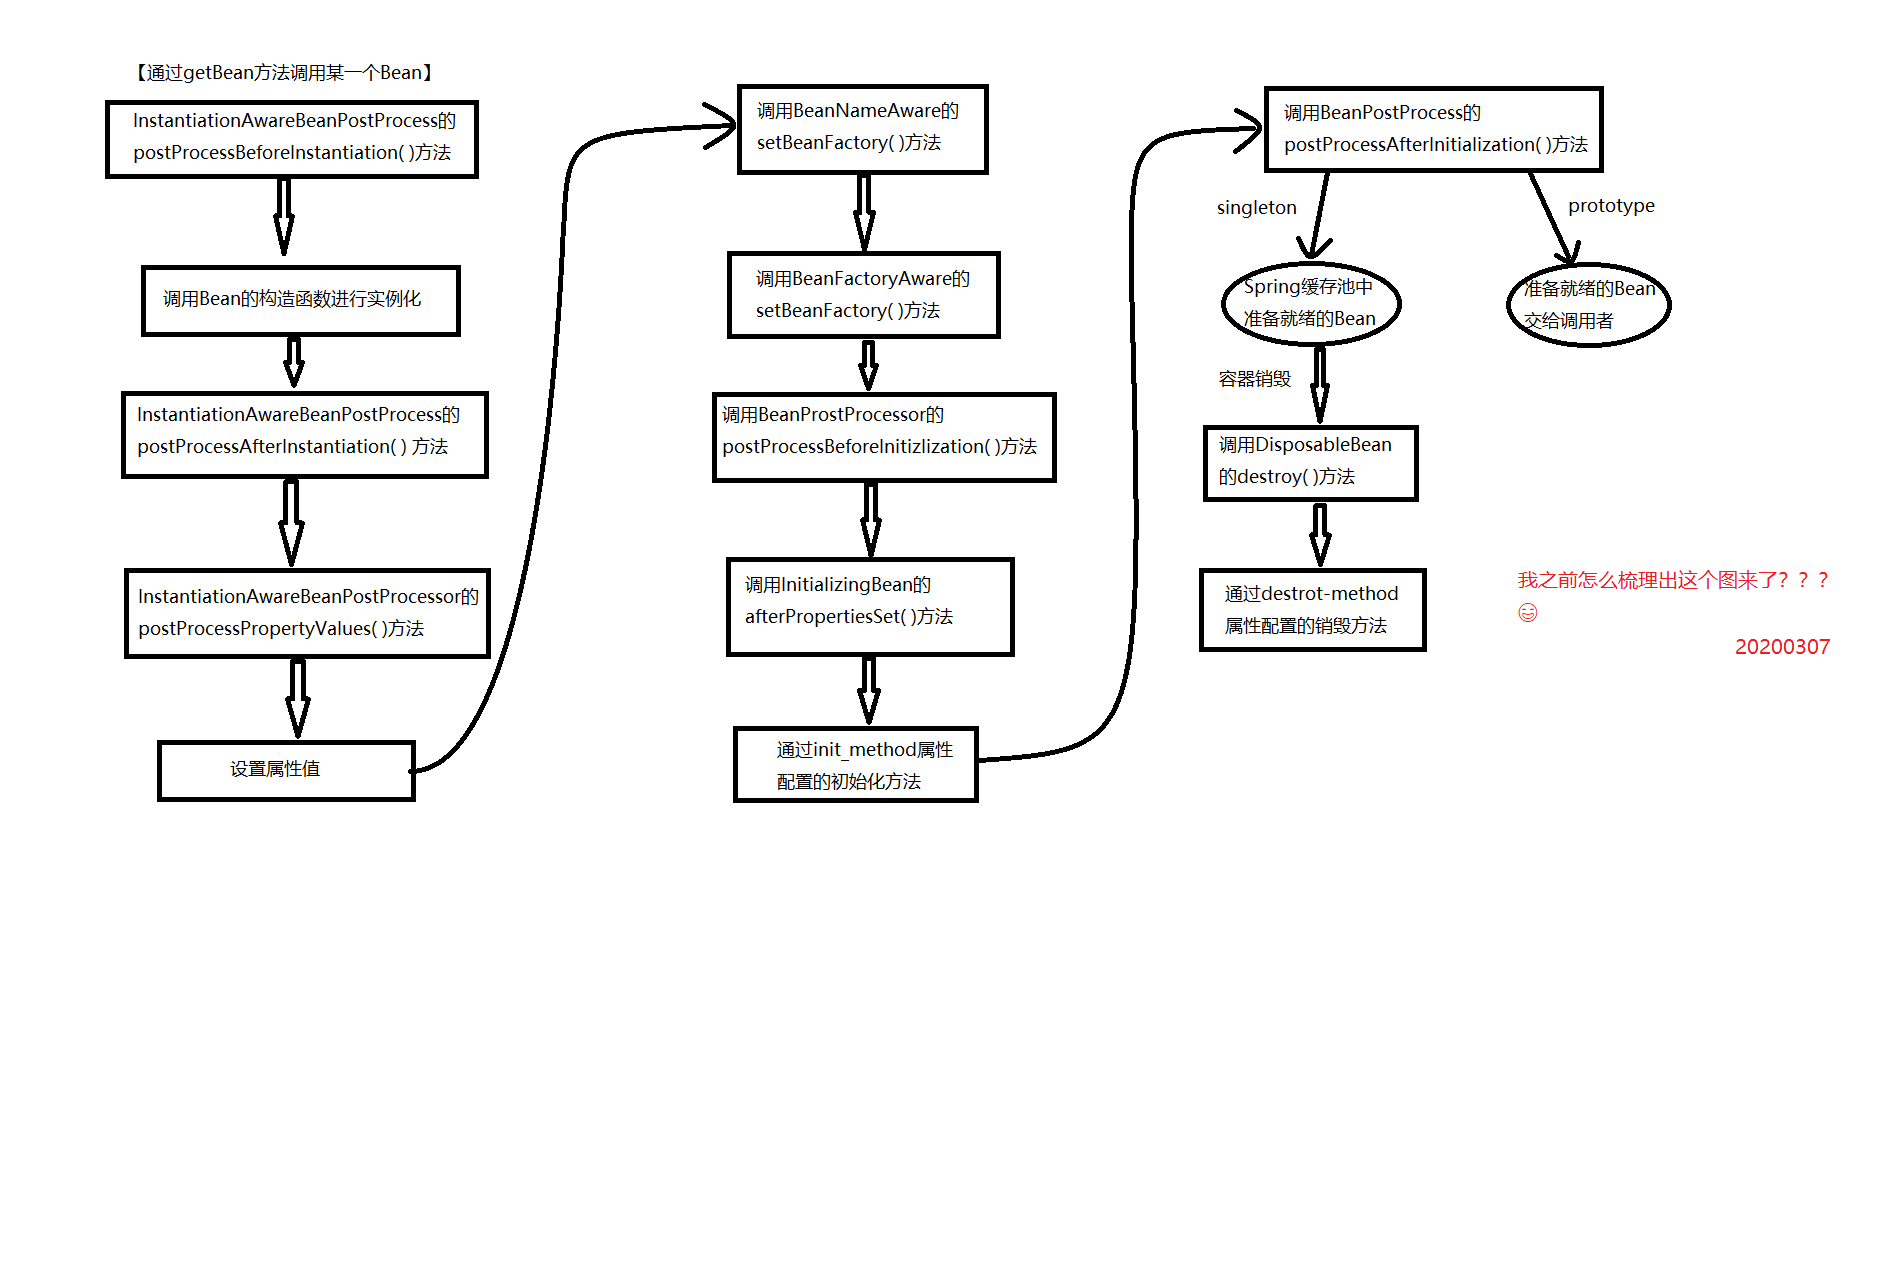 【通过getBean方法调用某一个Bean】
InstantiationAwareBeanPostProcess的
postProcessBeforeInstantiation( )方法
调用Bean的构造函数进行实例化
InstantiationAwareBeanPostProcess的
postProcessAfterInstantiation( ) 方法
InstantiationAwareBeanPostProcessor的
postProcessPropertyValues( )方法
设置属性值
调用BeanNameAware的
setBeanFactory( )方法
调用BeanFactoryAware的
setBeanFactory( )方法
调用BeanProstProcessor的
postProcessBeforeInitizlization( )方法
调用InitializingBean的
afterPropertiesSet( )方法
通过init_method属性
配置的初始化方法
调用BeanPostProcess的
postProcessAfterInitialization( )方法
singleton
prototype
Spring缓存池中
准备就绪的Bean
准备就绪的Bean
交给调用者
容器销毁
调用DisposableBean
的destroy( )方法
通过destrot-method
属性配置的销毁方法
我之前怎么梳理出这个图来了？？？
😄
20200307